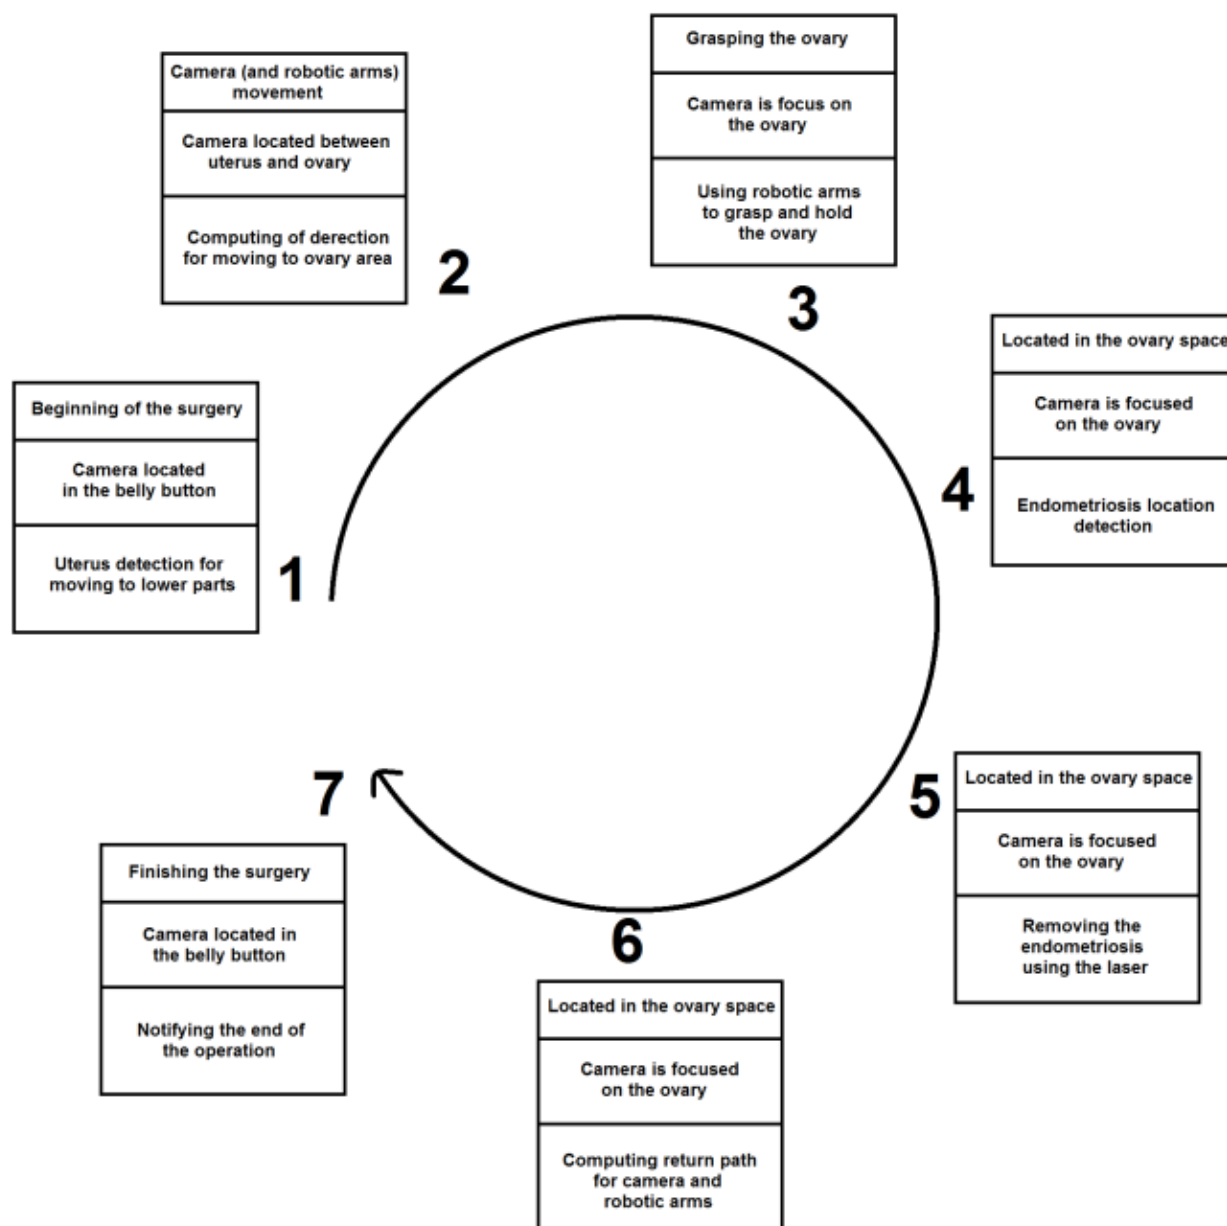 1
Beginning of the surgery
Camera located
in the belly button
Uterus detection for
moving to lower parts
2
Camera (and robotic arms)
movement
Camera located between
uterus and ovary
Computing of derection
for moving to ovary area
3
Grasping the ovary
Camera is focus on
the ovary
Using robotic arms
to grasp and hold
the ovary
4
Located in the ovary space
Camera is focused
on the ovary
Endometriosis location
detection
5
Located in the ovary space
Camera is focused
on the ovary
Removing the
endometriosis
using the laser
6
Located in the ovary space
Camera is focused
on the ovary
Computing return path
for camera and
robotic arms
7
Finishing the surgery
Camera located in
the belly button
Notifying the end of
the operation